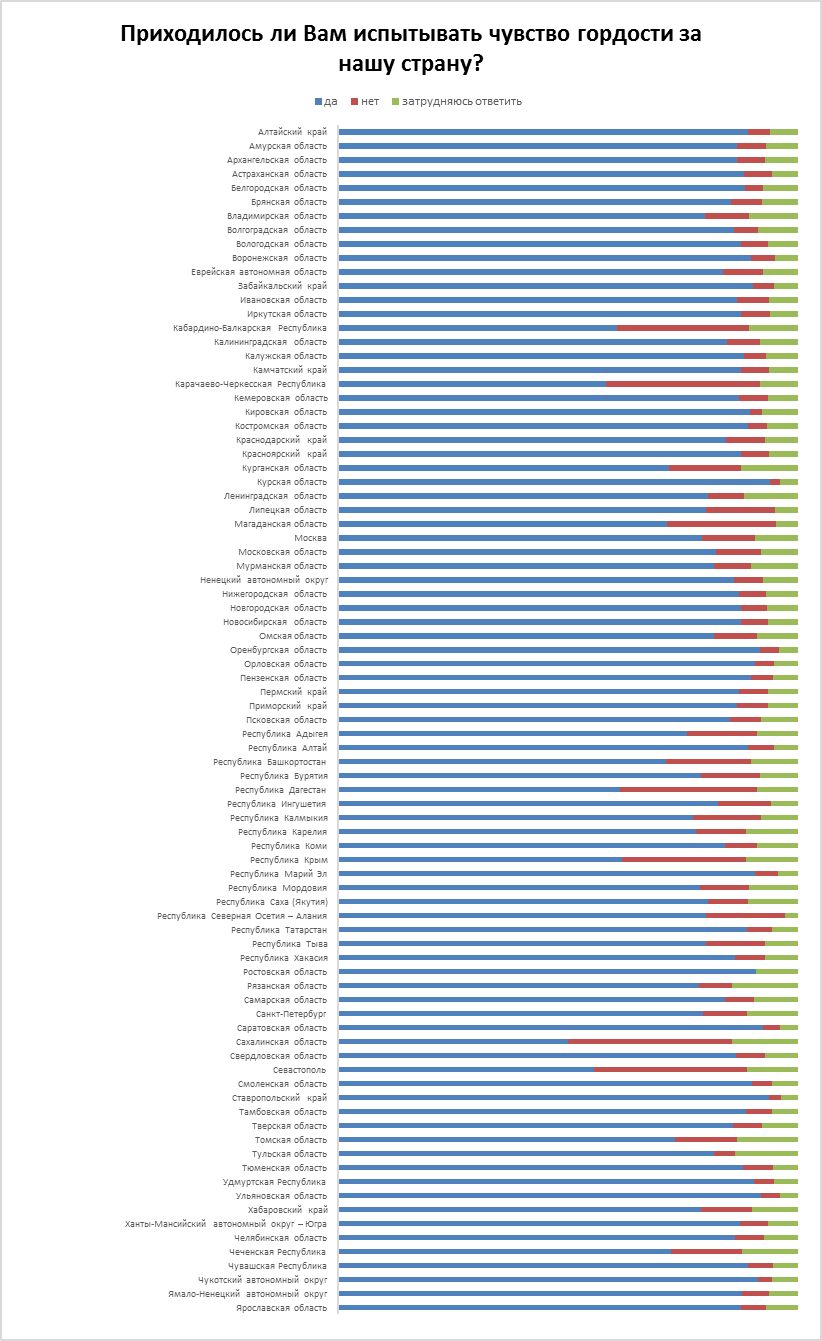 Приходилось ли Вам испытывать чувство гордости за
нашу страну?
да нет затрудняюсь ответить
Алтайский край
Амурская область
Архангельская область
Астраханская область
Белгородская область
Брянская область
Владимирская область
Волгоградская область
Вологодская область
Воронежская область
Еврейская автономная область
Забайкальский край
Ивановская область
Иркутская область
Кабардино-Балкарская Республика
Калининградская область
Калужская область
Камчатский край
Карачаево-Черкесская Республика
Кемеровская область
Кировская область
Костромская область
Краснодарский край
Красноярский край
Курганская область
Курская область
Ленинградская область
Липецкая область
Магаданская область
Москва
Московская область
Мурманская область
Ненецкий автономный округ
Нижегородская область
Новгородская область
Новосибирская область
Омская область
Оренбургская область
Орловская область
Пензенская область
Пермский край
Приморский край
Псковская область
Республика Адыгея
Республика Алтай
Республика Башкортостан
Республика Бурятия
Республика Дагестан
Республика Ингушетия
Республика Калмыкия
Республика Карелия
Республика Коми
Республика Крым
Республика Марий Эл
Республика Мордовия
Республика Саха (Якутия)
Республика Северная Осетия – Алания
Республика Татарстан
Республика Тыва
Республика Хакасия
Ростовская область
Рязанская область
Самарская область
Санкт-Петербург
Саратовская область
Сахалинская область
Свердловская область
Севастополь
Смоленская область
Ставропольский край
Тамбовская область
Тверская область
Томская область
Тульская область
Тюменская область
Удмуртская Республика
Ульяновская область
Хабаровский край
Ханты-Мансийский автономный округ – Югра
Челябинская область
Чеченская Республика
Чувашская Республика
Чукотский автономный округ
Ямало-Ненецкий автономный округ
Ярославская область